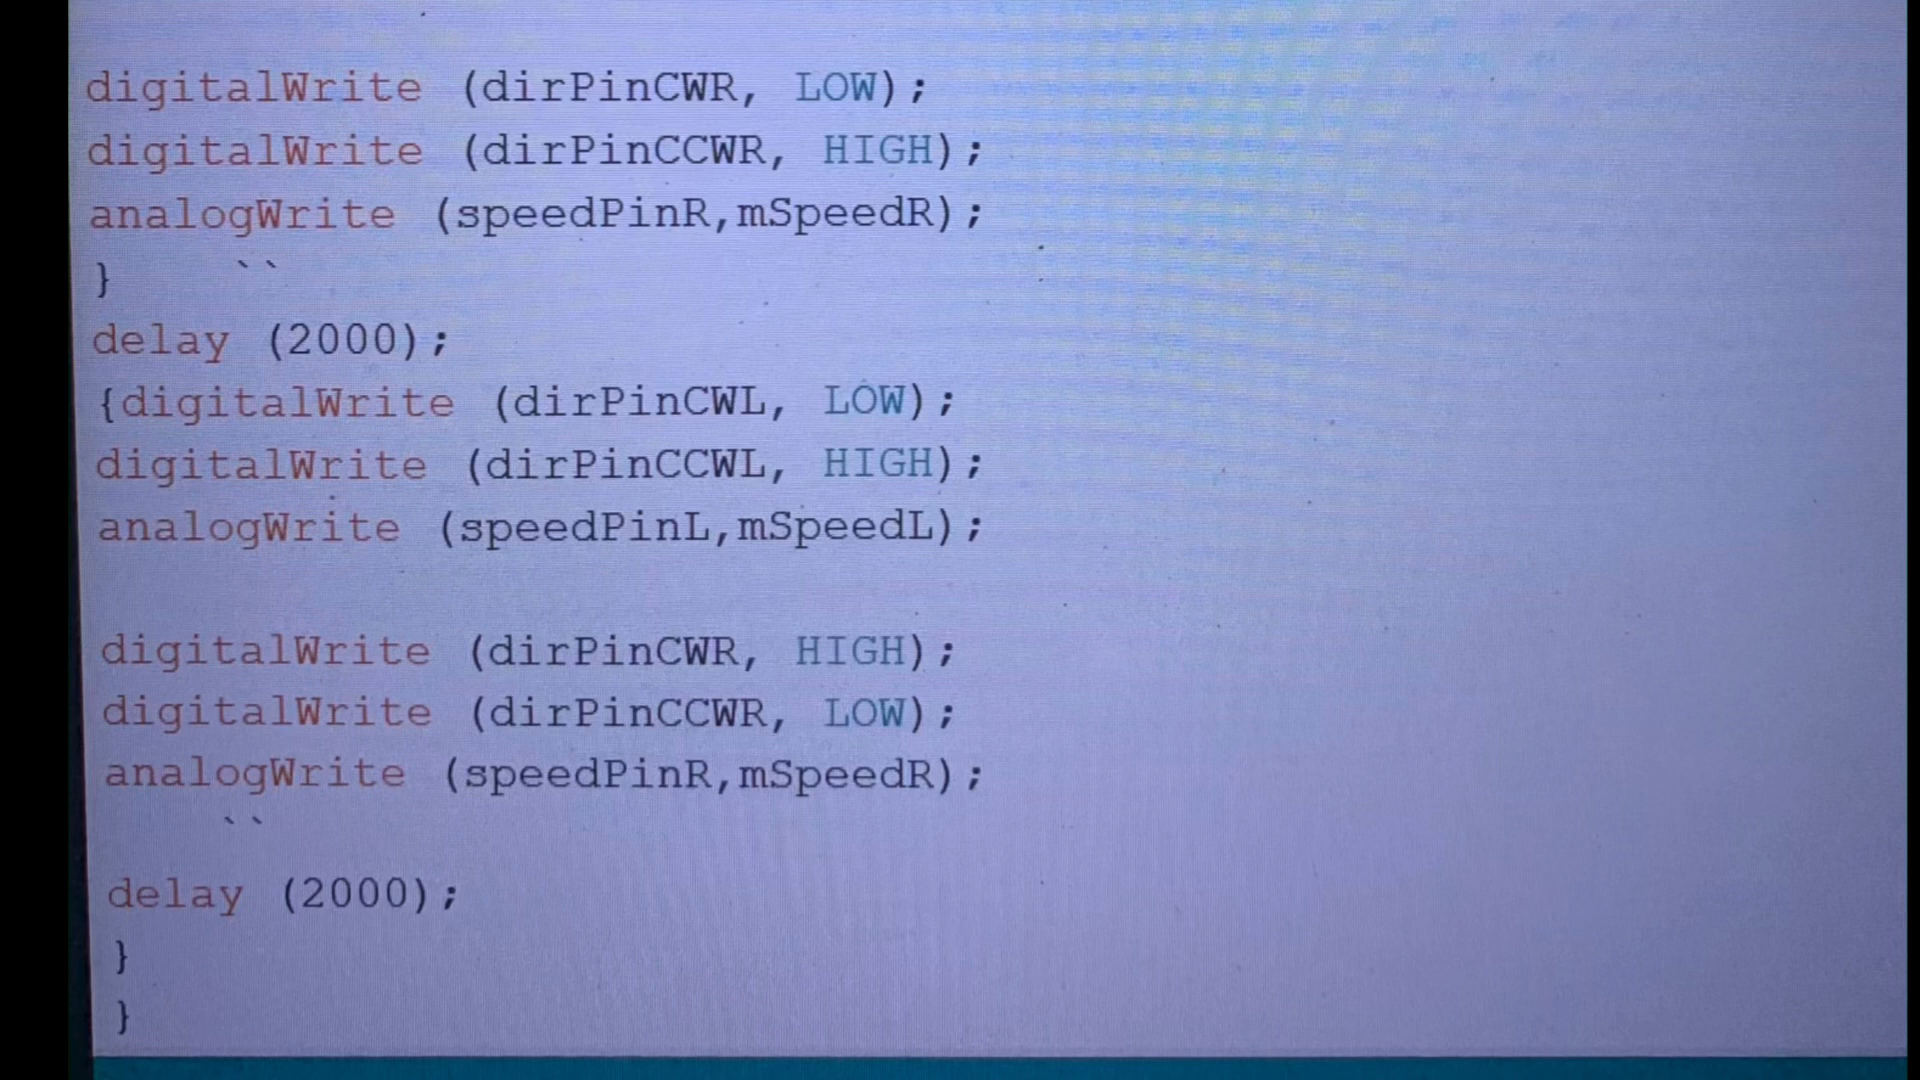 digitalWrite (dirPinCWR, LOW);
digitalWrite (dirPinCCWR, HIGH);
analogWrite (speedPinR,mSpeedR);
}     ``
delay (2000);
{digitalWrite (dirPinCWL, LOW);
digitalWrite (dirPinCCWL, HIGH);
analogWrite (speedPinL,mSpeedL);
digitalWrite (dirPinCWR, HIGH);
digitalWrite (dirPinCCWR, LOW);
analogWrite (speedPinR,mSpeedR);
``
delay (2000);
}
}